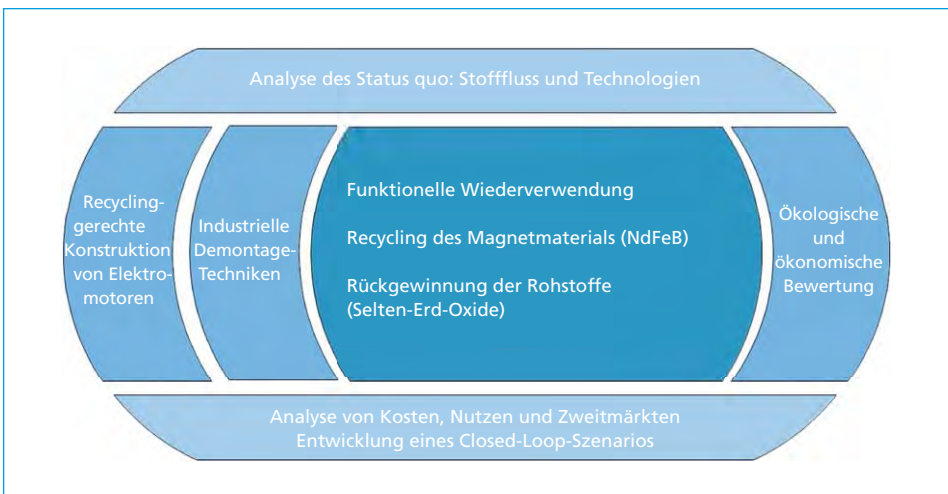 Analyse des Status quo: Stofffluss und Technologien
Recycling-
gerechte
Konstruktion
von Elektro-
motoren
Industrielle
Demontage-
Techniken
Funktionelle Wiederverwendung
Recycling des Magnetmaterials (NdFeB)
Rückgewinnung der Rohstoffe
(Selten-Erd-Oxide)
Ökologische
und
ökonomische
Bewertung
Analyse von Kosten, Nutzen und Zweitmärkten
Entwicklung eines Closed-Loop-Szenarios